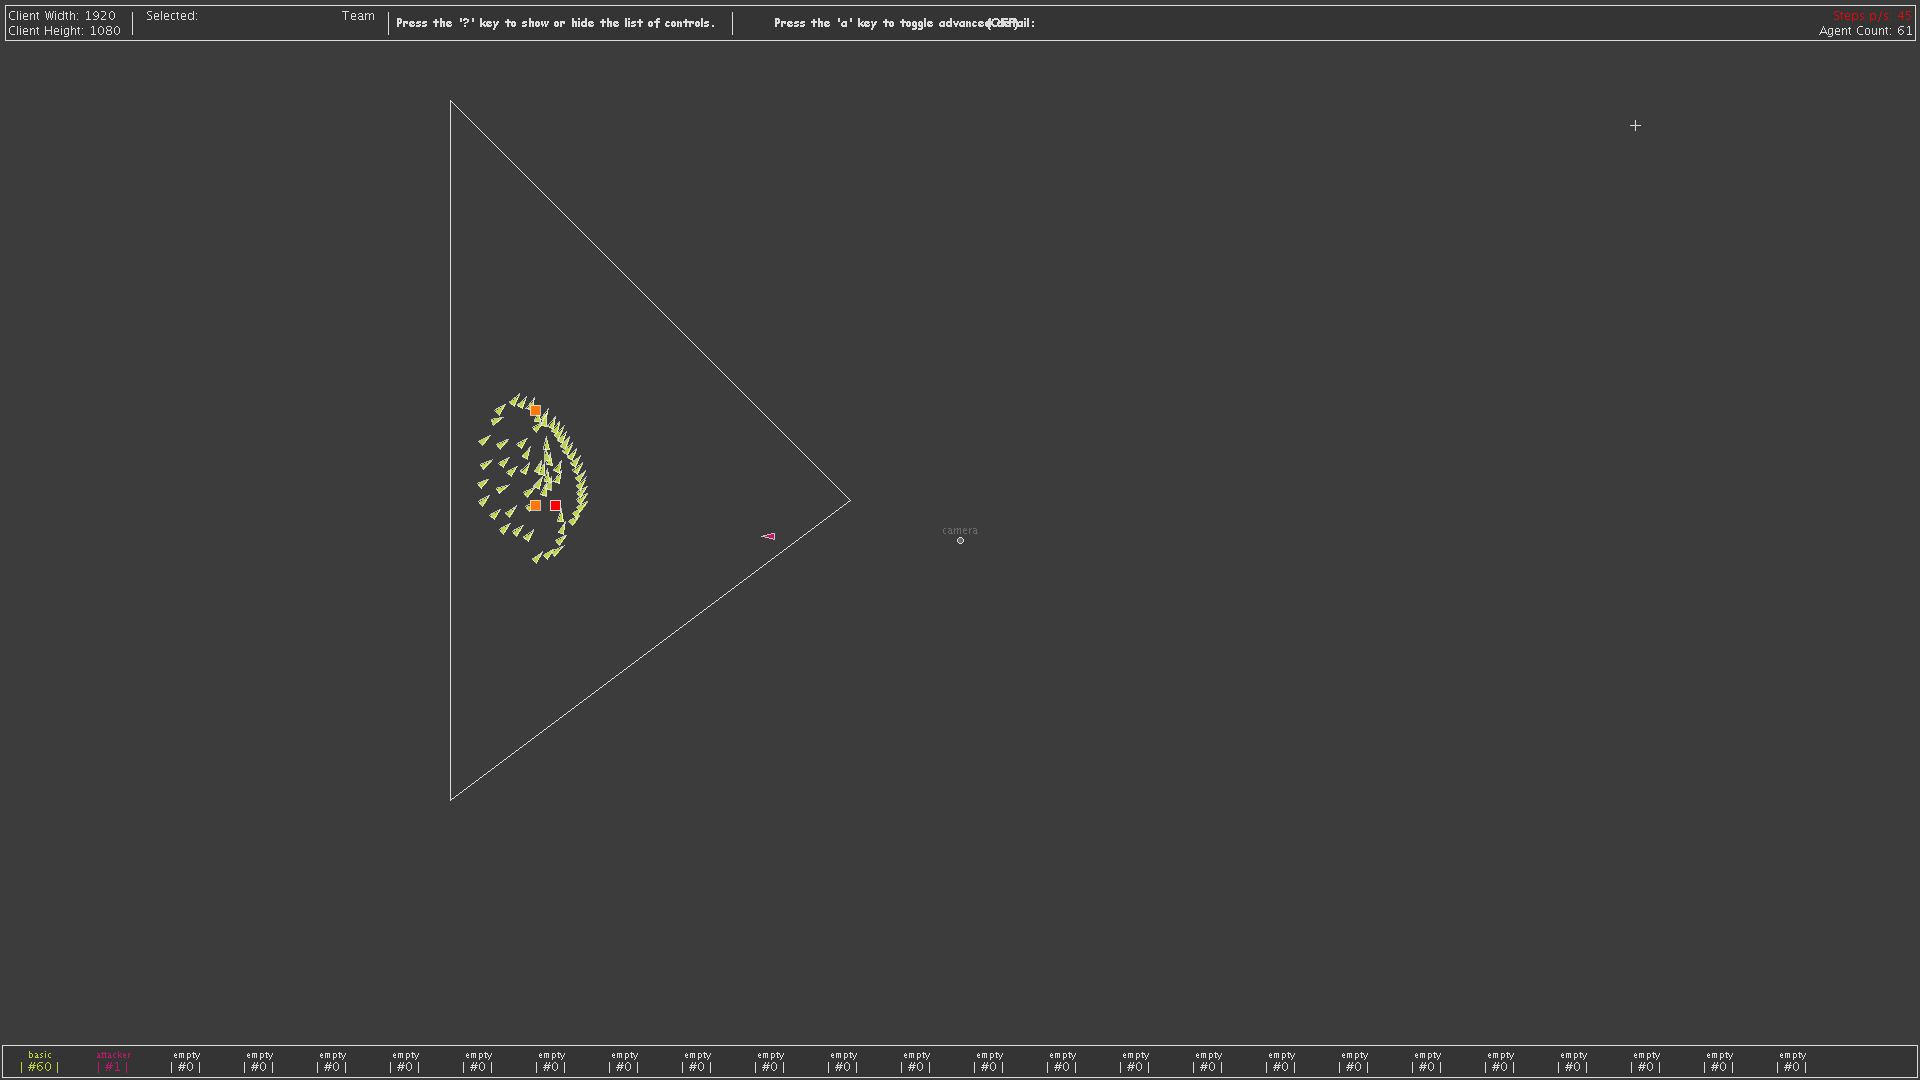 Client Width: 1920
Client Height: 1080
Selected:
Team
Press the '?' key to show or hide the list of controls.
Press the 'a' key to toggle advanced detail:
(OFF)
Steps p/s: 45
Agent Count: 61
camera
basic
| #60 |
attacker
| #1 |
empty
| #0 |
empty
| #0 |
empty
| #0 |
empty
| #0 |
empty
| #0 |
empty
| #0 |
empty
| #0 |
empty
| #0 |
empty
| #0 |
empty
| #0 |
empty
| #0 |
empty
| #0 |
empty
| #0 |
empty
| #0 |
empty
| #0 |
empty
| #0 |
empty
| #0 |
empty
| #0 |
empty
| #0 |
empty
| #0 |
empty
| #0 |
empty
| #0 |
empty
| #0 |